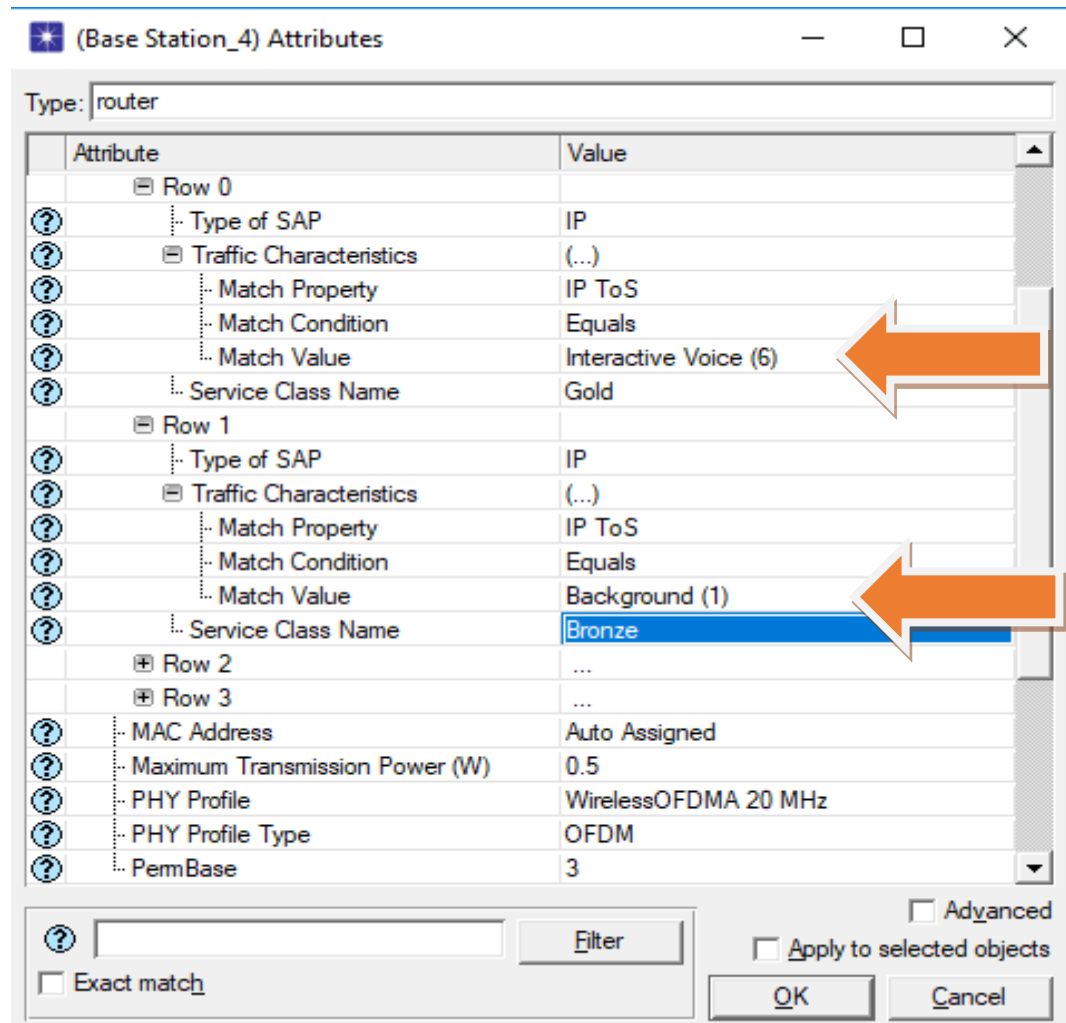 (Base Station_4) Attributes
Type: router
Attribute Value
Row 0
Type of SAP IP
Traffic Characteristics (...)
Match Property IP ToS
Match Condition Equals
Match Value Interactive Voice (6)
Service Class Name Gold
Row 1
Type of SAP IP
Traffic Characteristics (...)
Match Property IP ToS
Match Condition Equals
Match Value Background (1)
Service Class Name Bronze
Row 2 ...
Row 3 ...
MAC Address Auto Assigned
Maximum Transmission Power (W) 0.5
PHY Profile WirelessOFDMA 20 MHz
PHY Profile Type OFDM
PermBase 3
Advanced
Filter Apply to selected objects
Exact match
OK Cancel